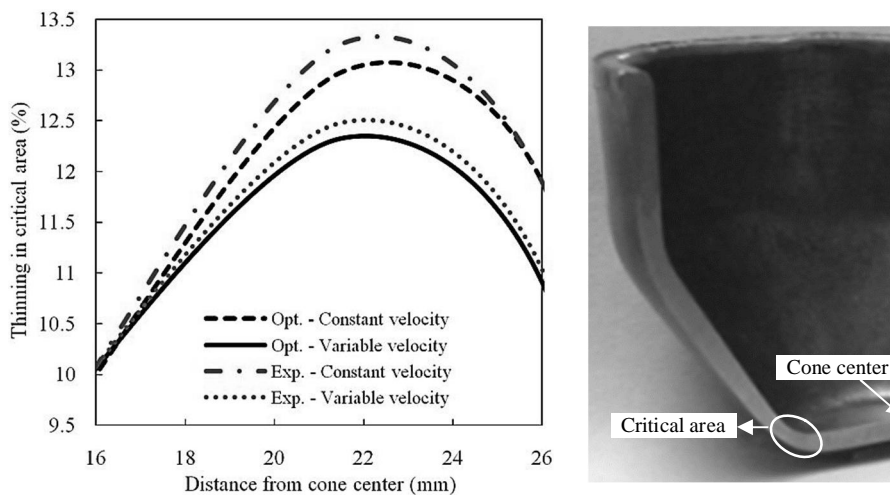 Thinning in critical area (%)
13.5
13
12.5
12
11.5
11
10.5
10
9.5
16
18
20
22
24
26
Distance from cone center (mm)
Opt. - Constant velocity
Opt. - Variable velocity
Exp. - Constant velocity
Exp. - Variable velocity
Cone center
Critical area